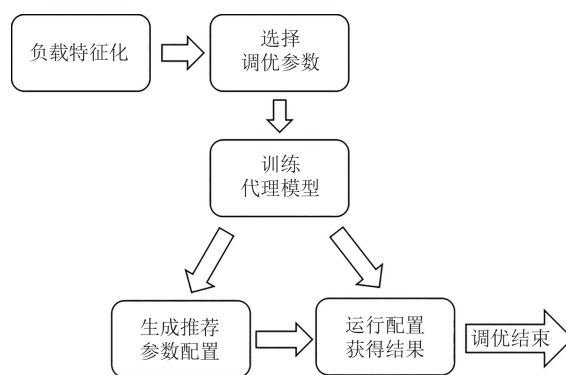 负载特征化
选择
调优参数
训练
代理模型
生成推荐
参数配置
运行配置
获得结果
调优结束